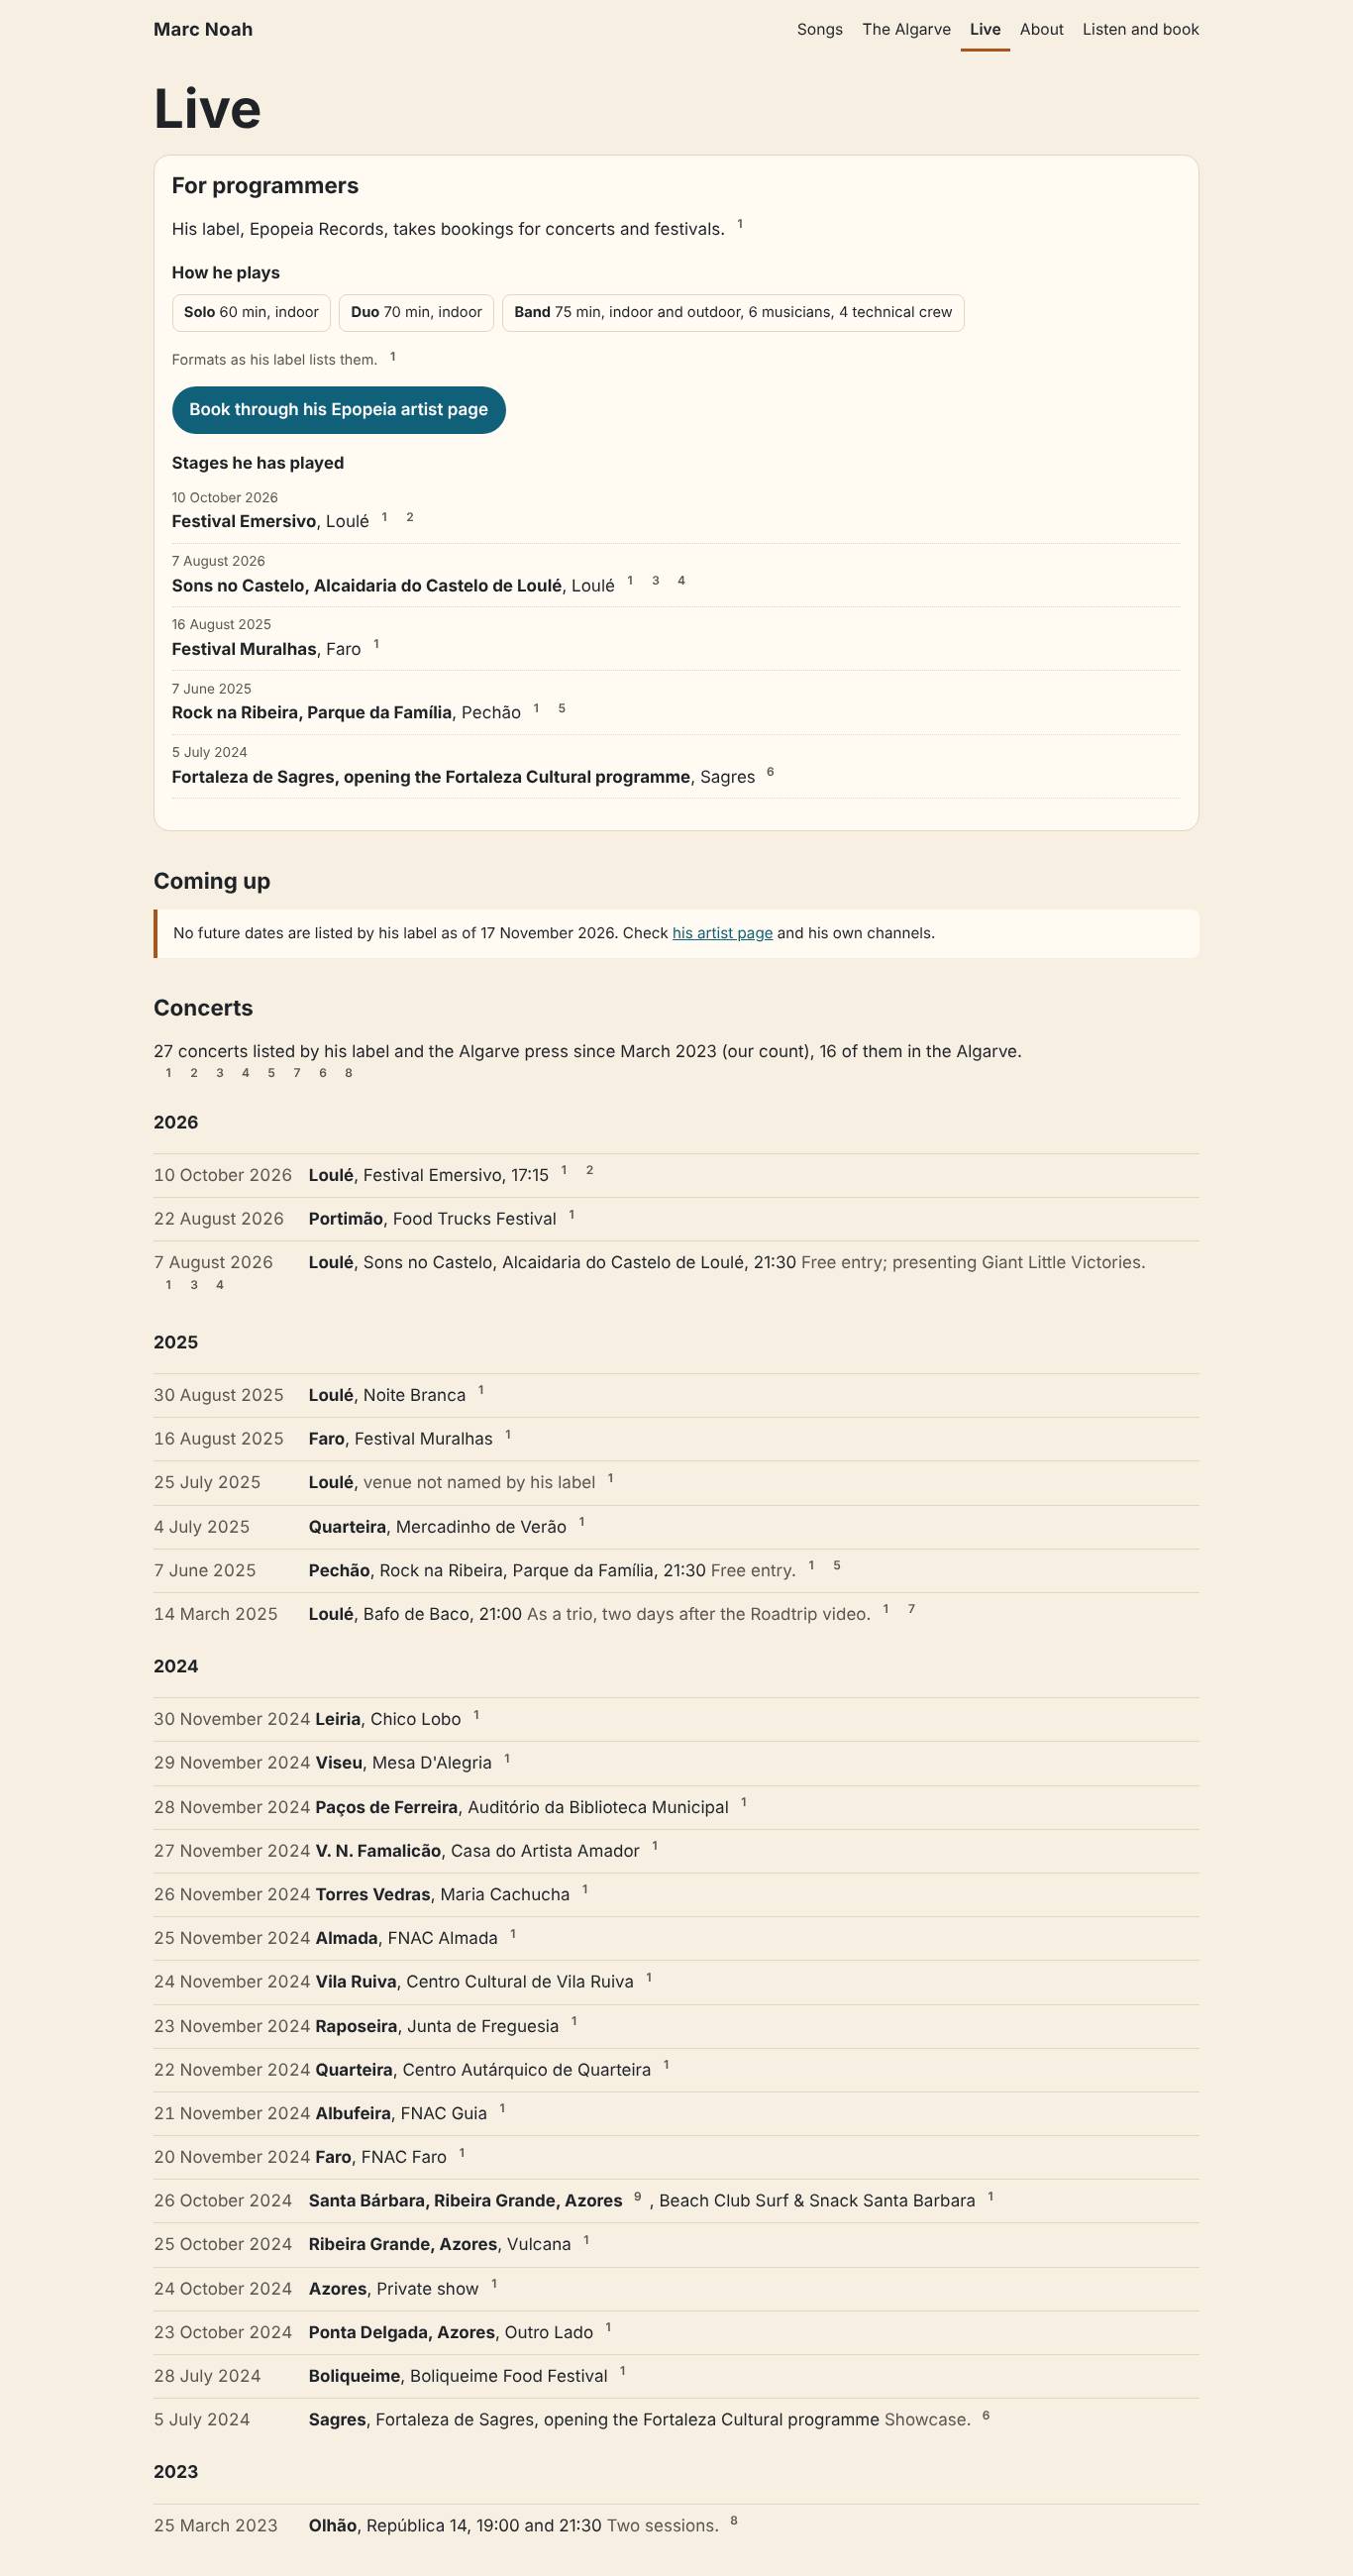 Marc Noah
Songs The Algarve Live About Listen and book
Live
For programmers
His label, Epopeia Records, takes bookings for concerts and festivals. 1
How he plays
Solo 60 min, indoor Duo 70 min, indoor Band 75 min, indoor and outdoor, 6 musicians, 4 technical crew
Formats as his label lists them. 1
Book through his Epopeia artist page
Stages he has played
10 October 2026
Festival Emersivo, Loulé 1 2
7 August 2026
Sons no Castelo, Alcaidaria do Castelo de Loulé, Loulé 1 3 4
16 August 2025
Festival Muralhas, Faro 1
7 June 2025
Rock na Ribeira, Parque da Família, Pechão 1 5
5 July 2024
Fortaleza de Sagres, opening the Fortaleza Cultural programme, Sagres 6
Coming up
No future dates are listed by his label as of 17 November 2026. Check his artist page and his own channels.
Concerts
27 concerts listed by his label and the Algarve press since March 2023 (our count), 16 of them in the Algarve.
1 2 3 4 5 7 6 8
2026
10 October 2026 Loulé, Festival Emersivo, 17:15 1 2
22 August 2026 Portimão, Food Trucks Festival 1
7 August 2026 Loulé, Sons no Castelo, Alcaidaria do Castelo de Loulé, 21:30 Free entry; presenting Giant Little Victories.
1 3 4
2025
30 August 2025 Loulé, Noite Branca 1
16 August 2025 Faro, Festival Muralhas 1
25 July 2025 Loulé, venue not named by his label 1
4 July 2025 Quarteira, Mercadinho de Verão 1
7 June 2025 Pechão, Rock na Ribeira, Parque da Família, 21:30 Free entry. 1 5
14 March 2025 Loulé, Bafo de Baco, 21:00 As a trio, two days after the Roadtrip video. 1 7
2024
30 November 2024 Leiria, Chico Lobo 1
29 November 2024 Viseu, Mesa D'Alegria 1
28 November 2024 Paços de Ferreira, Auditório da Biblioteca Municipal 1
27 November 2024 V. N. Famalicão, Casa do Artista Amador 1
26 November 2024 Torres Vedras, Maria Cachucha 1
25 November 2024 Almada, FNAC Almada 1
24 November 2024 Vila Ruiva, Centro Cultural de Vila Ruiva 1
23 November 2024 Raposeira, Junta de Freguesia 1
22 November 2024 Quarteira, Centro Autárquico de Quarteira 1
21 November 2024 Albufeira, FNAC Guia 1
20 November 2024 Faro, FNAC Faro 1
26 October 2024 Santa Bárbara, Ribeira Grande, Azores 9 , Beach Club Surf & Snack Santa Barbara 1
25 October 2024 Ribeira Grande, Azores, Vulcana 1
24 October 2024 Azores, Private show 1
23 October 2024 Ponta Delgada, Azores, Outro Lado 1
28 July 2024 Boliqueime, Boliqueime Food Festival 1
5 July 2024 Sagres, Fortaleza de Sagres, opening the Fortaleza Cultural programme Showcase. 6
2023
25 March 2023 Olhão, República 14, 19:00 and 21:30 Two sessions. 8